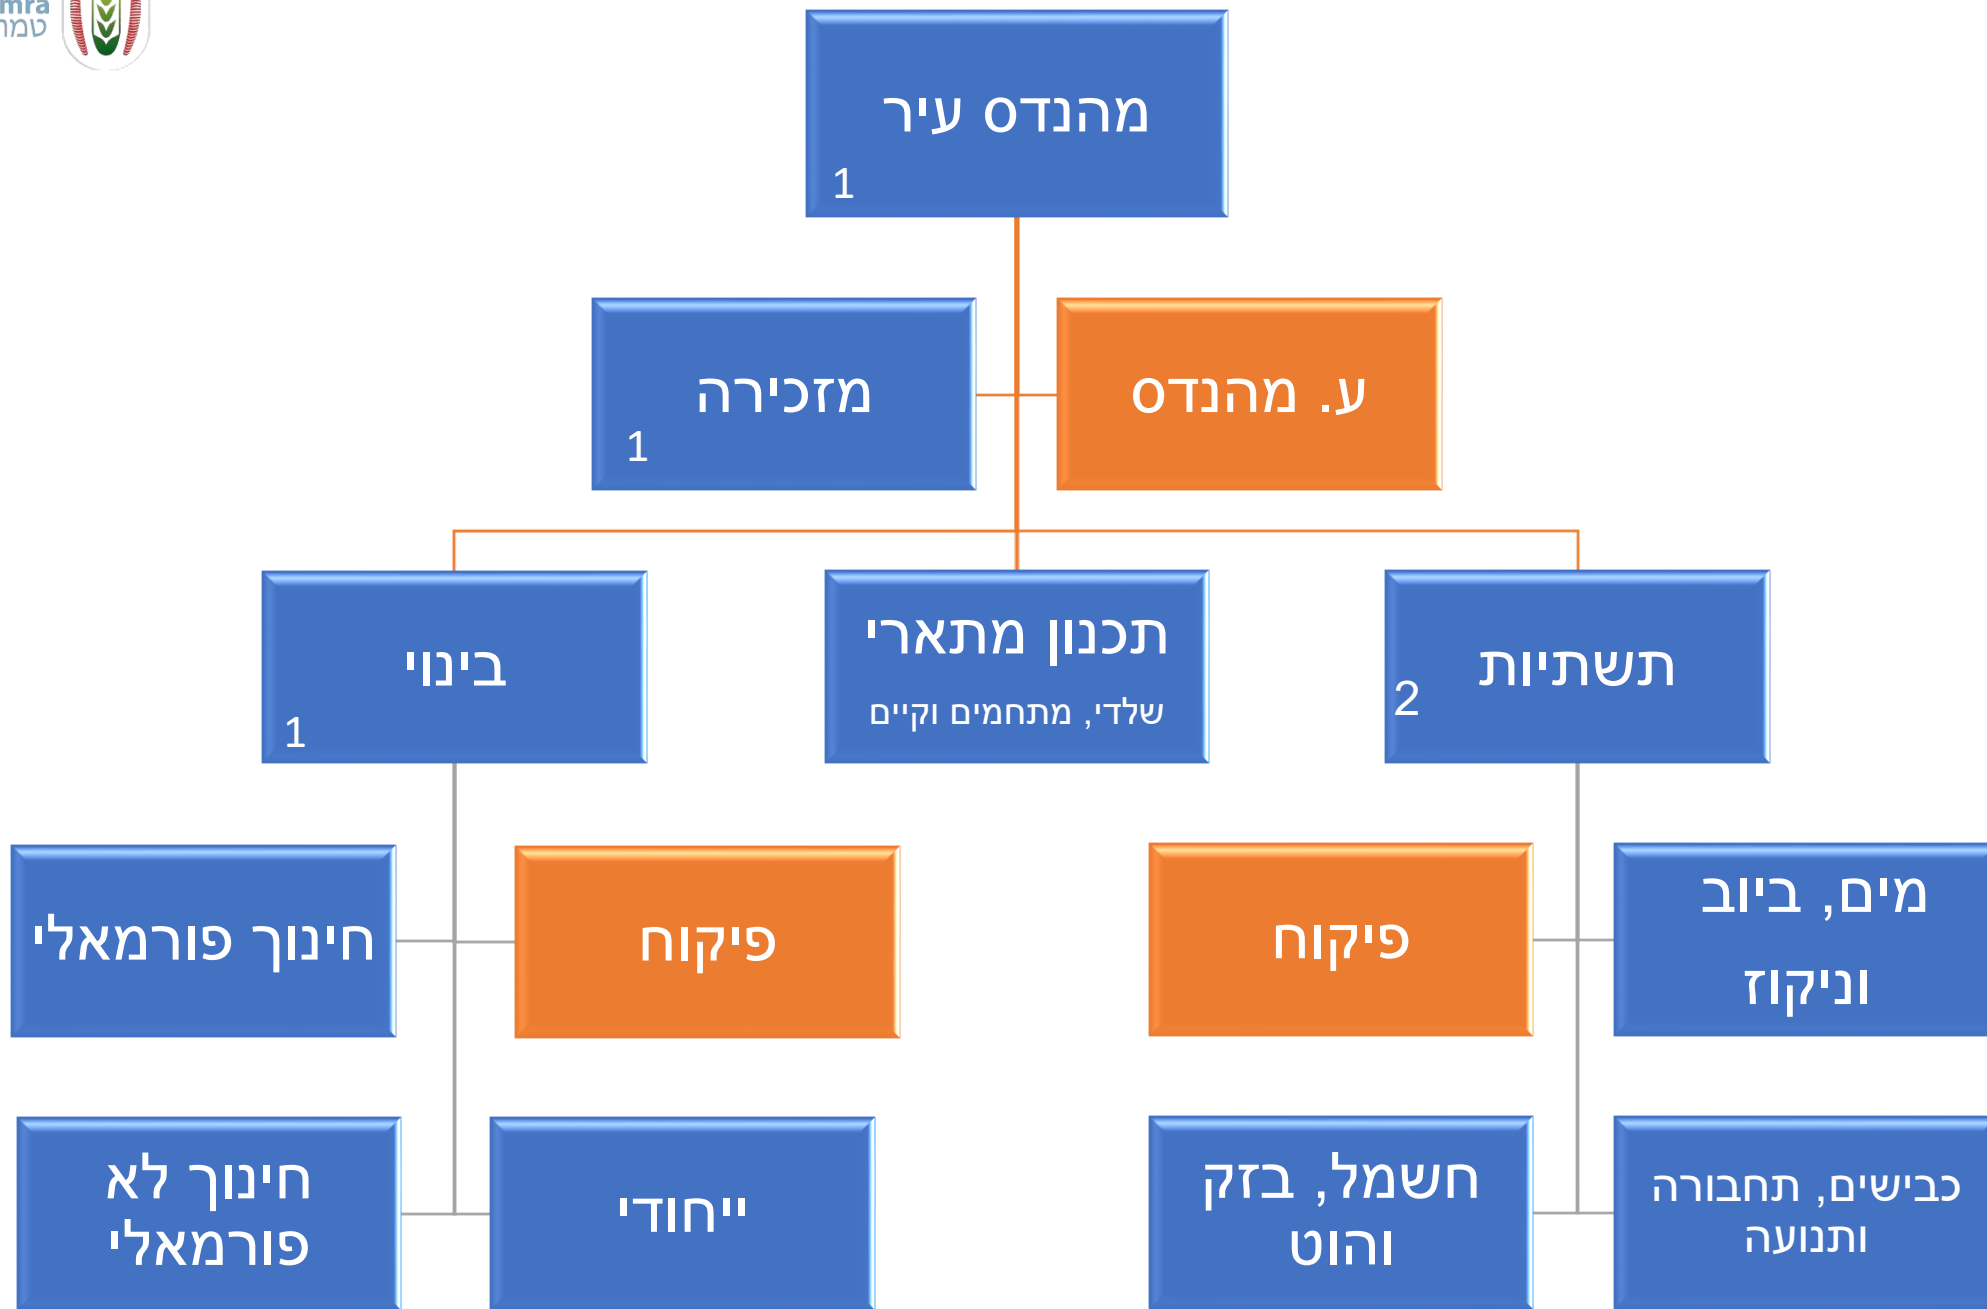 mra
מהנדס עיר
1
ע. מהנדס
מזכירה
1
תשתיות
2
תכנון מתארי
שלדי, מתחמים וקיים
בינוי
1
מים, ביוב
וניקוז
פיקוח
פיקוח
חינוך פורמאלי
כבישים, תחבורה
ותנועה
חשמל, בזק
והוט
ייחודי
חינוך לא
פורמאלי